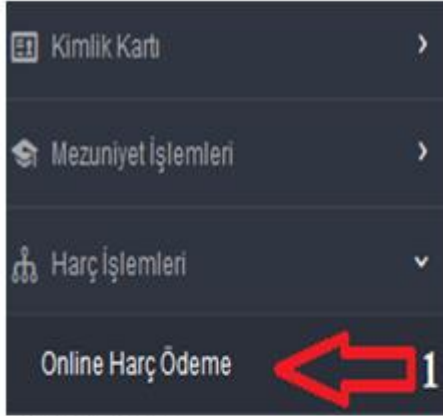 Kimlik Kartı
Mezuniyet İşlemleri
Harç İşlemleri
Online Harç Ödeme 1